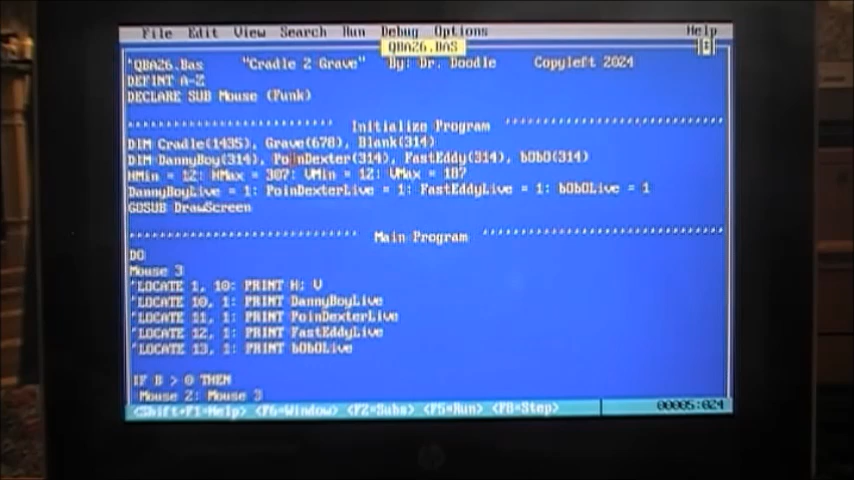 File Edit View Search Run Debug Options Help
QBA26.BAS
'QBA26.Bas "Cradle 2 Grave" By: Dr. Doodle Copyleft 2024
DEFINT A-Z
DECLARE SUB Mouse (Funk)
Initialize Program
DIM Cradle(1435), Grave(678), Blank(314)
DIM DannyBoy(314), PoinDexter(314), FastEddy(314), bObO(314)
HMin = 12: HMax = 307: VMin = 12: VMax = 187
DannyBoyLive = 1: PoinDexterLive = 1: FastEddyLive = 1: bObOLive = 1
GOSUB DrawScreen
Main Program
DO
Mouse 3
'LOCATE 1, 10: PRINT H; V
'LOCATE 10, 1: PRINT DannyBoyLive
'LOCATE 11, 1: PRINT PoinDexterLive
'LOCATE 12, 1: PRINT FastEddyLive
'LOCATE 13, 1: PRINT bObOLive
IF B > 0 THEN
Mouse 2: Mouse 3
<Shift+F1=Help> <F6=Window> <F2=Subs> <F5=Run> <F8=Step> 00005:024